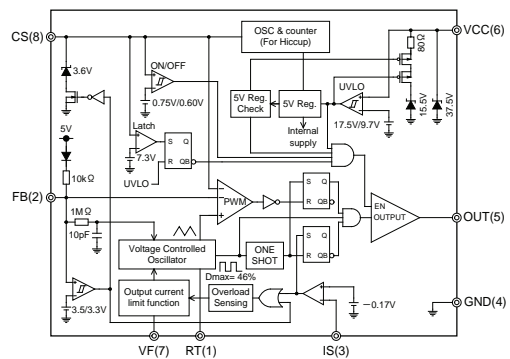 CS(8)
OSC & counter
(For Hiccup)
VCC(6)
80Ω
3.6V
ON/OFF
0.75V/0.60V
5V Reg.
Check
5V Reg.
UVLO
15.5V
37.5V
Internal
supply
17.5V/9.7V
5V
Latch
7.3V
S Q
R QB
UVLO
10kΩ
FB(2)
PWM
S Q
R QB
EN
OUTPUT
OUT(5)
1MΩ
10pF
Voltage Controlled
Oscillator
ONE
SHOT
S Q
R QB
Dmax= 46%
Output current
limit function
Overload
Sensing
−0.17V
3.5/3.3V
GND(4)
VF(7)
RT(1)
IS(3)